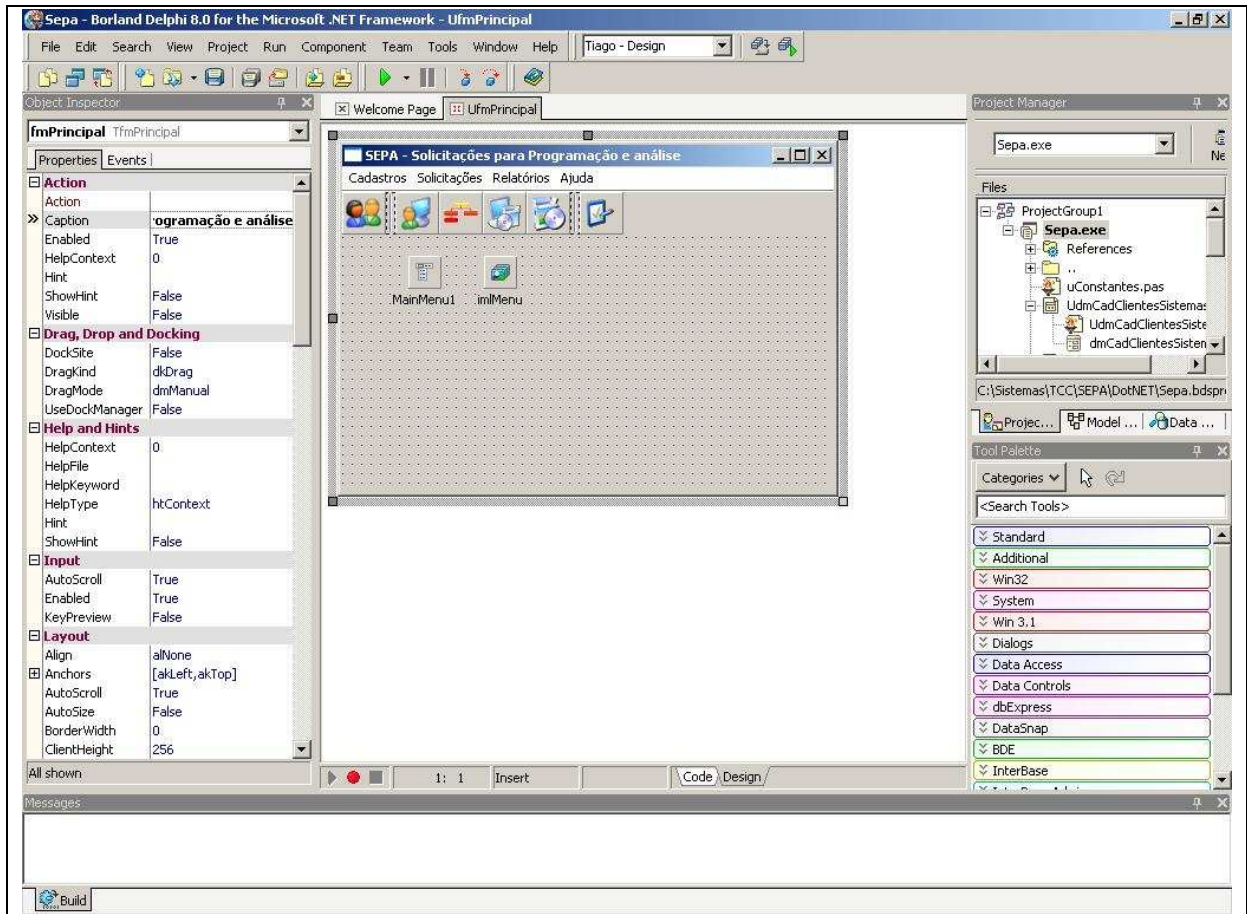 Sepa - Borland Delphi 8.0 for the Microsoft .NET Framework - UfmPrincipal
File Edit Search View Project Run Component Team Tools Window Help
Tiago - Design
Object Inspector
fmPrincipal TfmPrincipal
Properties Events
Action
Action
Caption rogramação e análise
Enabled True
HelpContext 0
Hint
ShowHint False
Visible False
Drag, Drop and Docking
DockSite False
DragKind dkDrag
DragMode dmManual
UseDockManager False
Help and Hints
HelpContext 0
HelpFile
HelpKeyword
HelpType htContext
Hint
ShowHint False
Input
AutoScroll True
Enabled True
KeyPreview False
Layout
Align alNone
Anchors [akLeft,akTop]
AutoScroll True
AutoSize False
BorderWidth 0
ClientHeight 256
All shown
Welcome Page UfmPrincipal
SEPA - Solicitações para Programação e análise
Cadastros Solicitações Relatórios Ajuda
MainMenu1 imlMenu
1: 1 Insert
Code Design
Project Manager
Sepa.exe
Ne
Files
ProjectGroup1
Sepa.exe
References
..
uConstantes.pas
UdmCadClientesSistemas
UdmCadClientesSiste
dmCadClientesSisten
C:\Sistemas\TCC\SEPA\DotNET\Sepa.bdspr
Projec... Model ... Data ...
Tool Palette
Categories
<Search Tools>
Standard
Additional
Win32
System
Win 3.1
Dialogs
Data Access
Data Controls
dbExpress
DataSnap
BDE
InterBase
Messages
Build